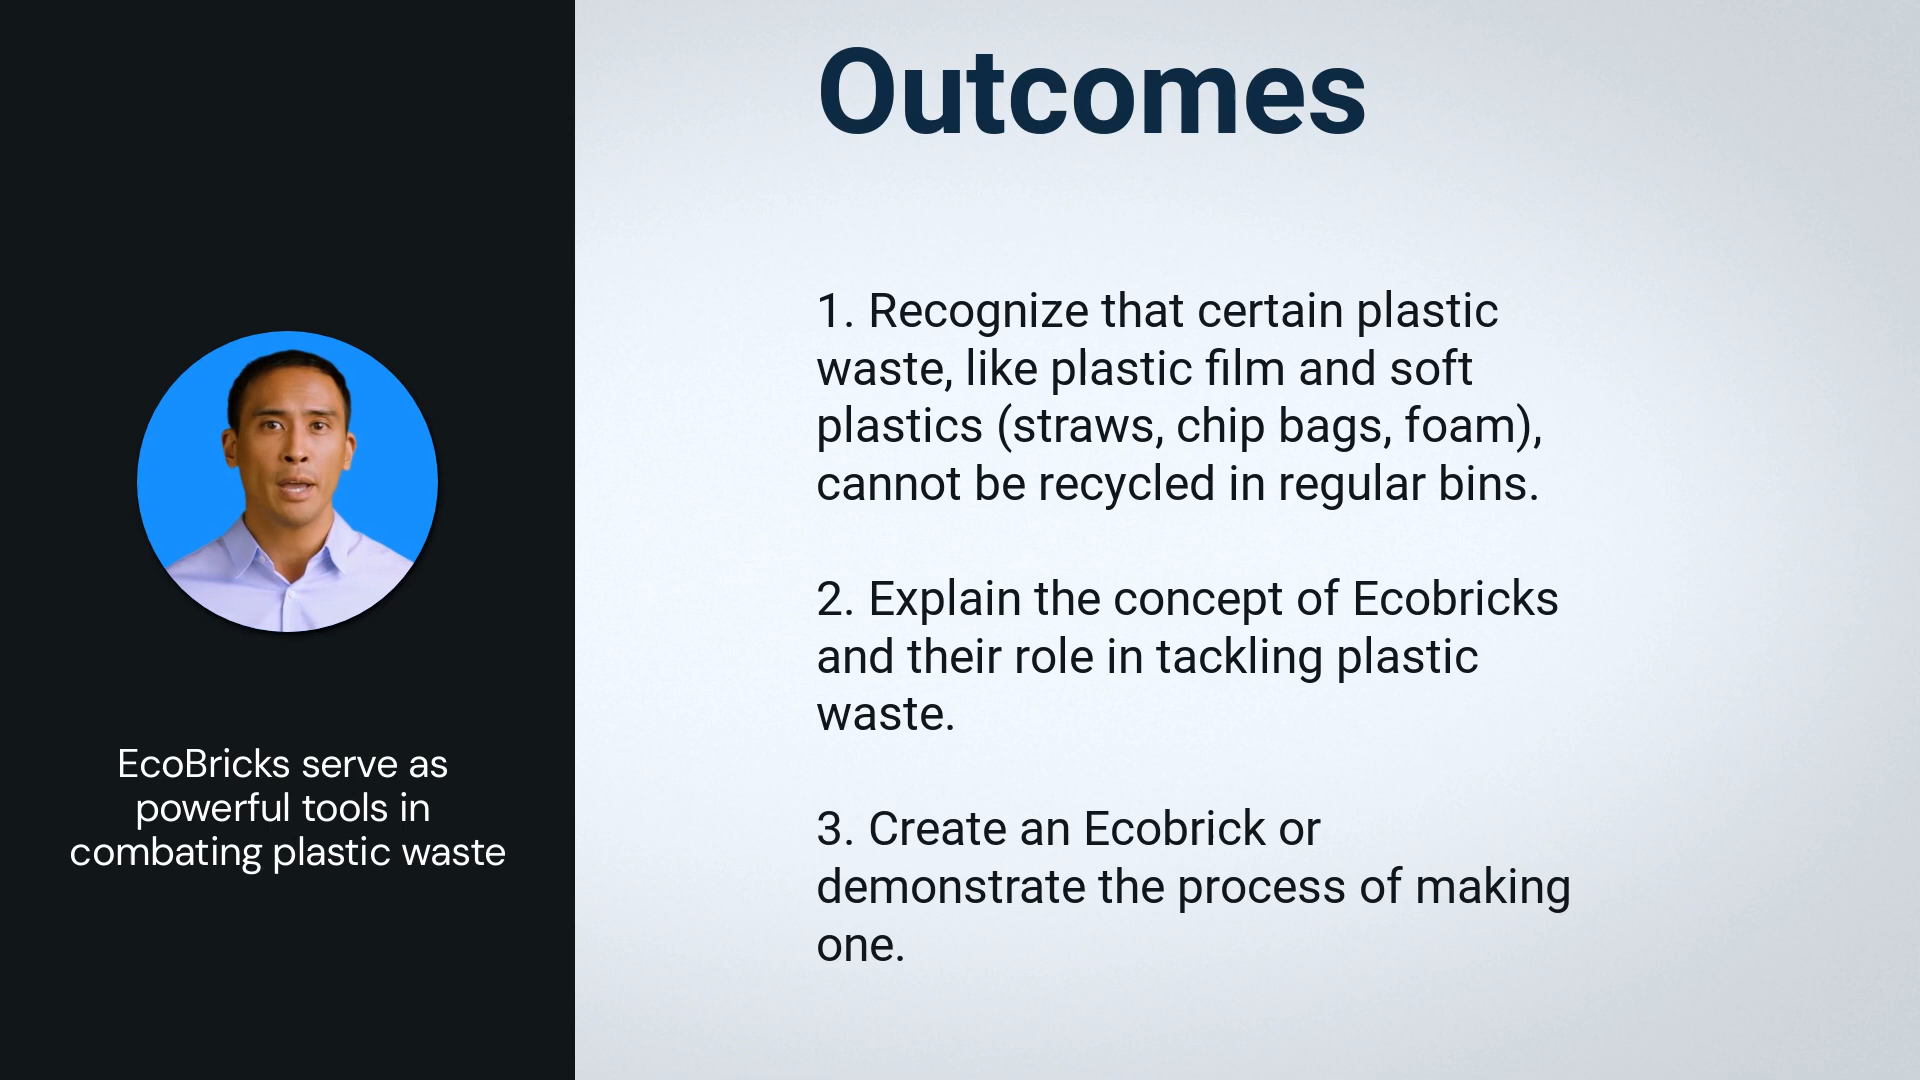 Outcomes
1. Recognize that certain plastic
waste, like plastic film and soft
plastics (straws, chip bags, foam),
cannot be recycled in regular bins.
2. Explain the concept of Ecobricks
and their role in tackling plastic
waste.
3. Create an Ecobrick or
demonstrate the process of making
one.
EcoBricks serve as
powerful tools in
combating plastic waste